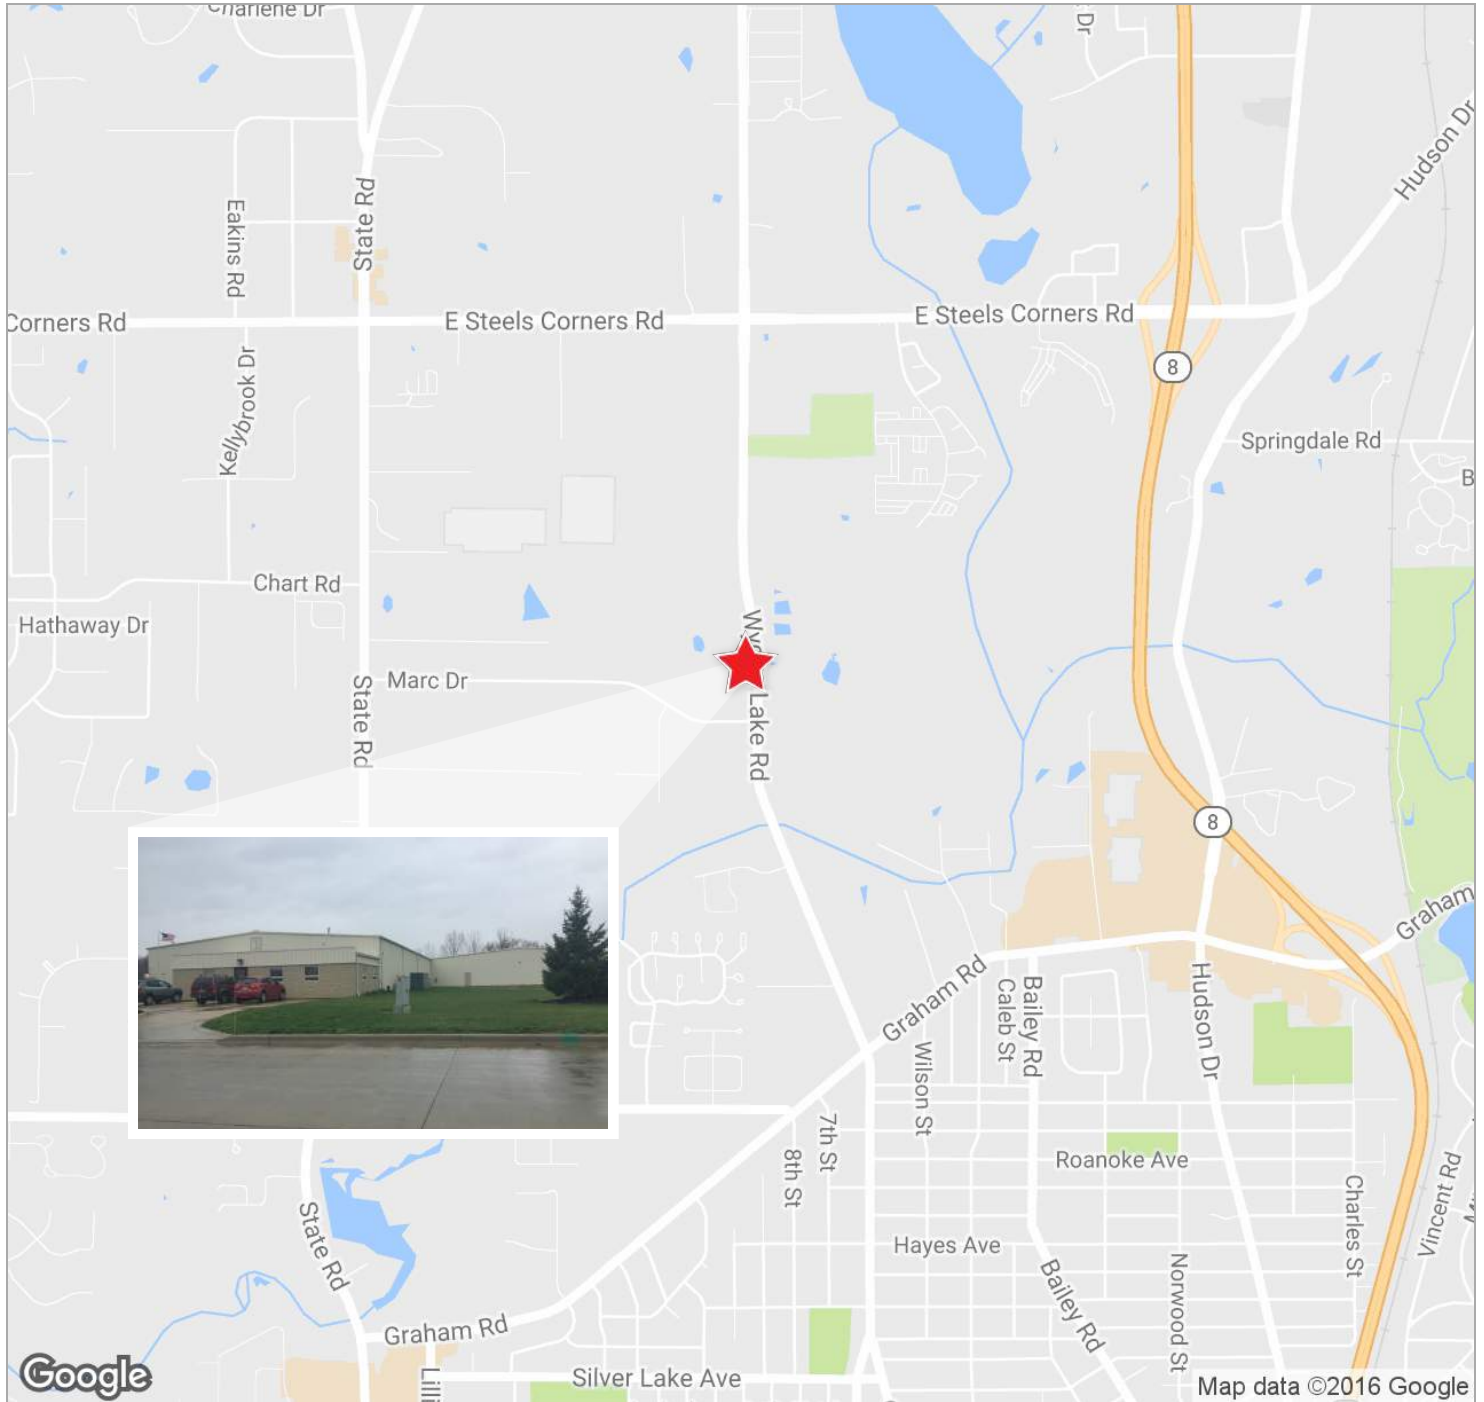 Charlene Dr
Dr
Hudson Dr
Eakins Rd
State Rd
Corners Rd
E Steels Corners Rd
E Steels Corners Rd
Kellybrook Dr
8
Springdale Rd
B
Chart Rd
Hathaway Dr
Lake Rd
Marc Dr
State Rd
8
Graham
Graham Rd
Bailey Rd
Caleb St
Hudson Dr
Wilson St
7th St
8th St
Roanoke Ave
Charles St
Vincent Rd
State Rd
Hayes Ave
Bailey Rd
Norwood St
Graham Rd
Lilli
Silver Lake Ave
Google
Map data ©2016 Google